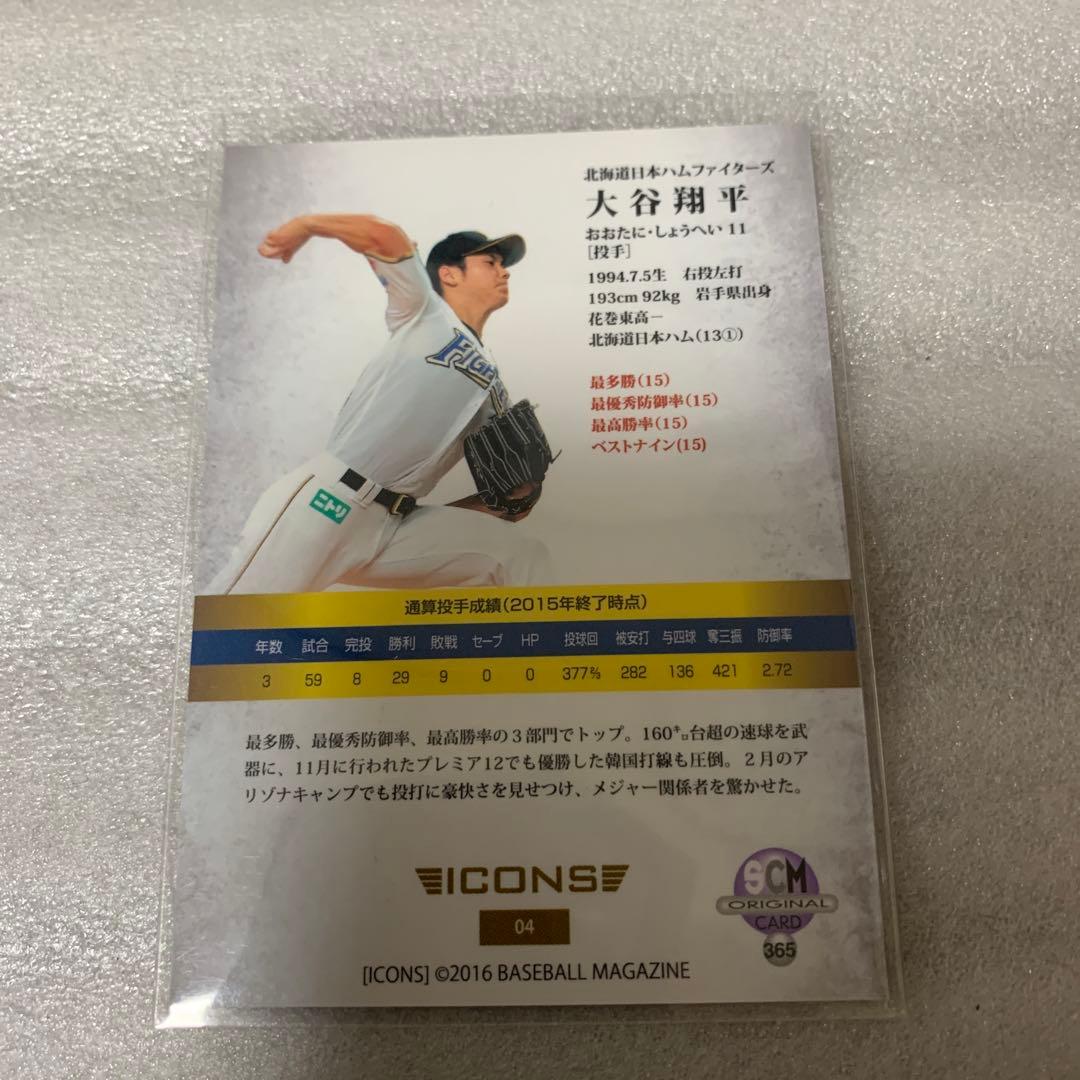 北海道日本ハムファイターズ
大谷翔平
おおたに・しょうへい 11
[投手]
1994.7.5生　右投左打
193cm 92kg　岩手県出身
花巻東高－
北海道日本ハム(13①)
最多勝(15)
最優秀防御率(15)
最高勝率(15)
ベストナイン(15)
FIGH
ニトリ
通算投手成績(2015年終了時点)
年数 試合 完投 勝利 敗戦 セーブ HP 投球回 被安打 与四球 奪三振 防御率
3 59 8 29 9 0 0 377⅔ 282 136 421 2.72
最多勝、最優秀防御率、最高勝率の３部門でトップ。160㌔台超の速球を武
器に、11月に行われたプレミア12でも優勝した韓国打線も圧倒。２月のア
リゾナキャンプでも投打に豪快さを見せつけ、メジャー関係者を驚かせた。
ICONS
04
[ICONS] ©2016 BASEBALL MAGAZINE
SCM
ORIGINAL
CARD
365